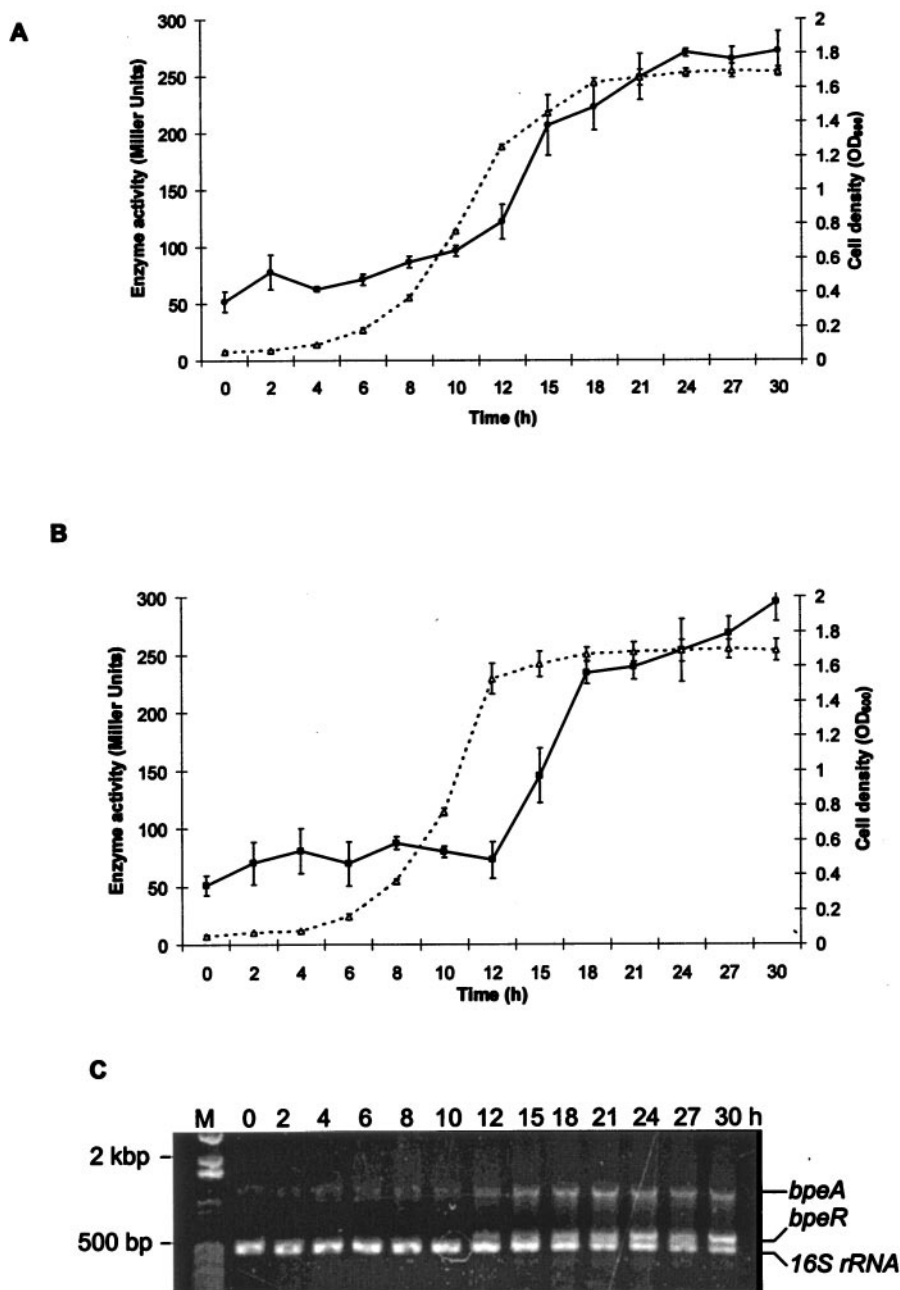 A
Enzyme activity (Miller Units)
300
250
200
150
100
50
0
2
1.8
1.6
1.4
1.2
1
0.8
0.6
0.4
0.2
0
Cell density (OD₆₀₀)
0 2 4 6 8 10 12 15 18 21 24 27 30
Time (h)
B
Enzyme activity (Miller Units)
300
250
200
150
100
50
0
2
1.8
1.6
1.4
1.2
1
0.8
0.6
0.4
0.2
0
Cell density (OD₆₀₀)
0 2 4 6 8 10 12 15 18 21 24 27 30
Time (h)
C
M 0 2 4 6 8 10 12 15 18 21 24 27 30 h
2 kbp
500 bp
bpeA
bpeR
16S rRNA